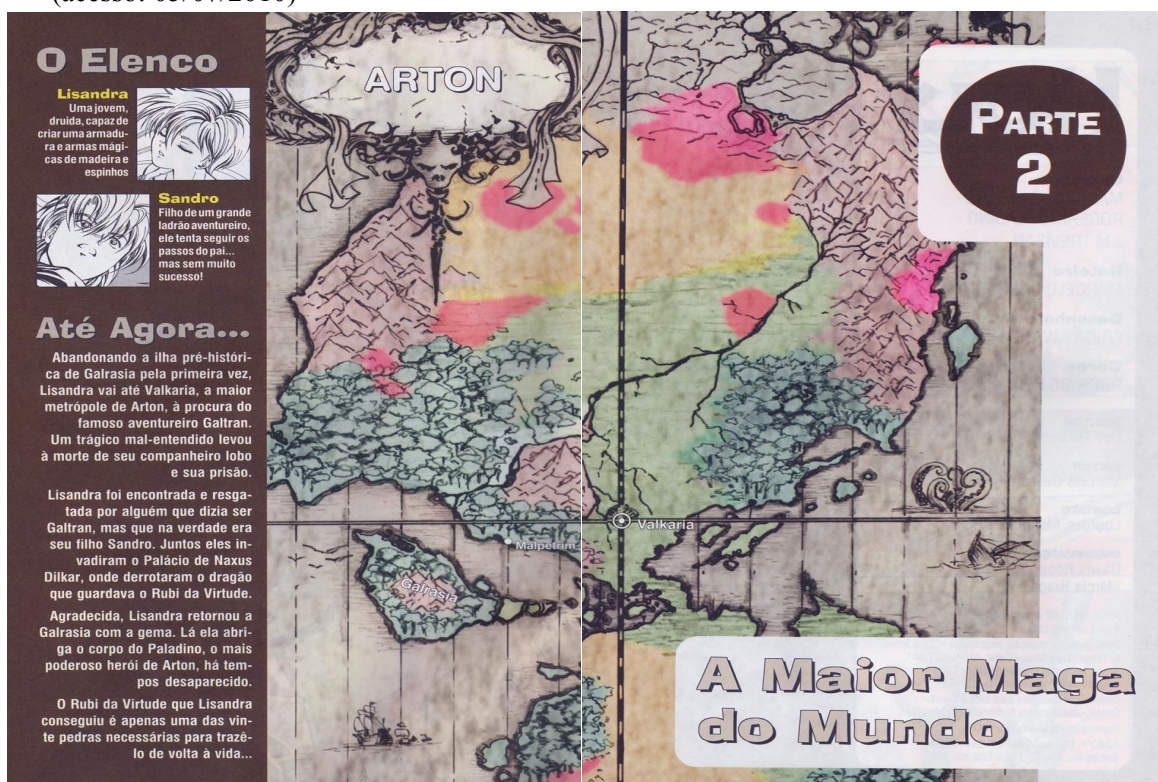 (acesso: 03/07/2010)
O Elenco
Lisandra
Uma jovem,
druida, capaz de
criar uma armadu-
ra e armas mági-
cas de madeira e
espinhos
Sandro
Filho de um grande
ladrão aventureiro,
ele tenta seguir os
passos do pai...
mas sem muito
sucesso!
Até Agora...
Abandonando a ilha pré-históri-
ca de Galrasia pela primeira vez,
Lisandra vai até Valkaria, a maior
metrópole de Arton, à procura do
famoso aventureiro Galtran.
Um trágico mal-entendido levou
à morte de seu companheiro lobo
e sua prisão.
Lisandra foi encontrada e resga-
tada por alguém que dizia ser
Galtran, mas que na verdade era
seu filho Sandro. Juntos eles in-
vadiram o Palácio de Naxus
Dilkar, onde derrotaram o dragão
que guardava o Rubi da Virtude.
Agradecida, Lisandra retornou a
Galrasia com a gema. Lá ela abri-
ga o corpo do Paladino, o mais
poderoso herói de Arton, há tem-
pos desaparecido.
O Rubi da Virtude que Lisandra
conseguiu é apenas uma das vin-
te pedras necessárias para trazê-
lo de volta à vida...
ARTON
PARTE
2
Valkaria
Malpetrim
Galrasia
A Maior Maga
do Mundo